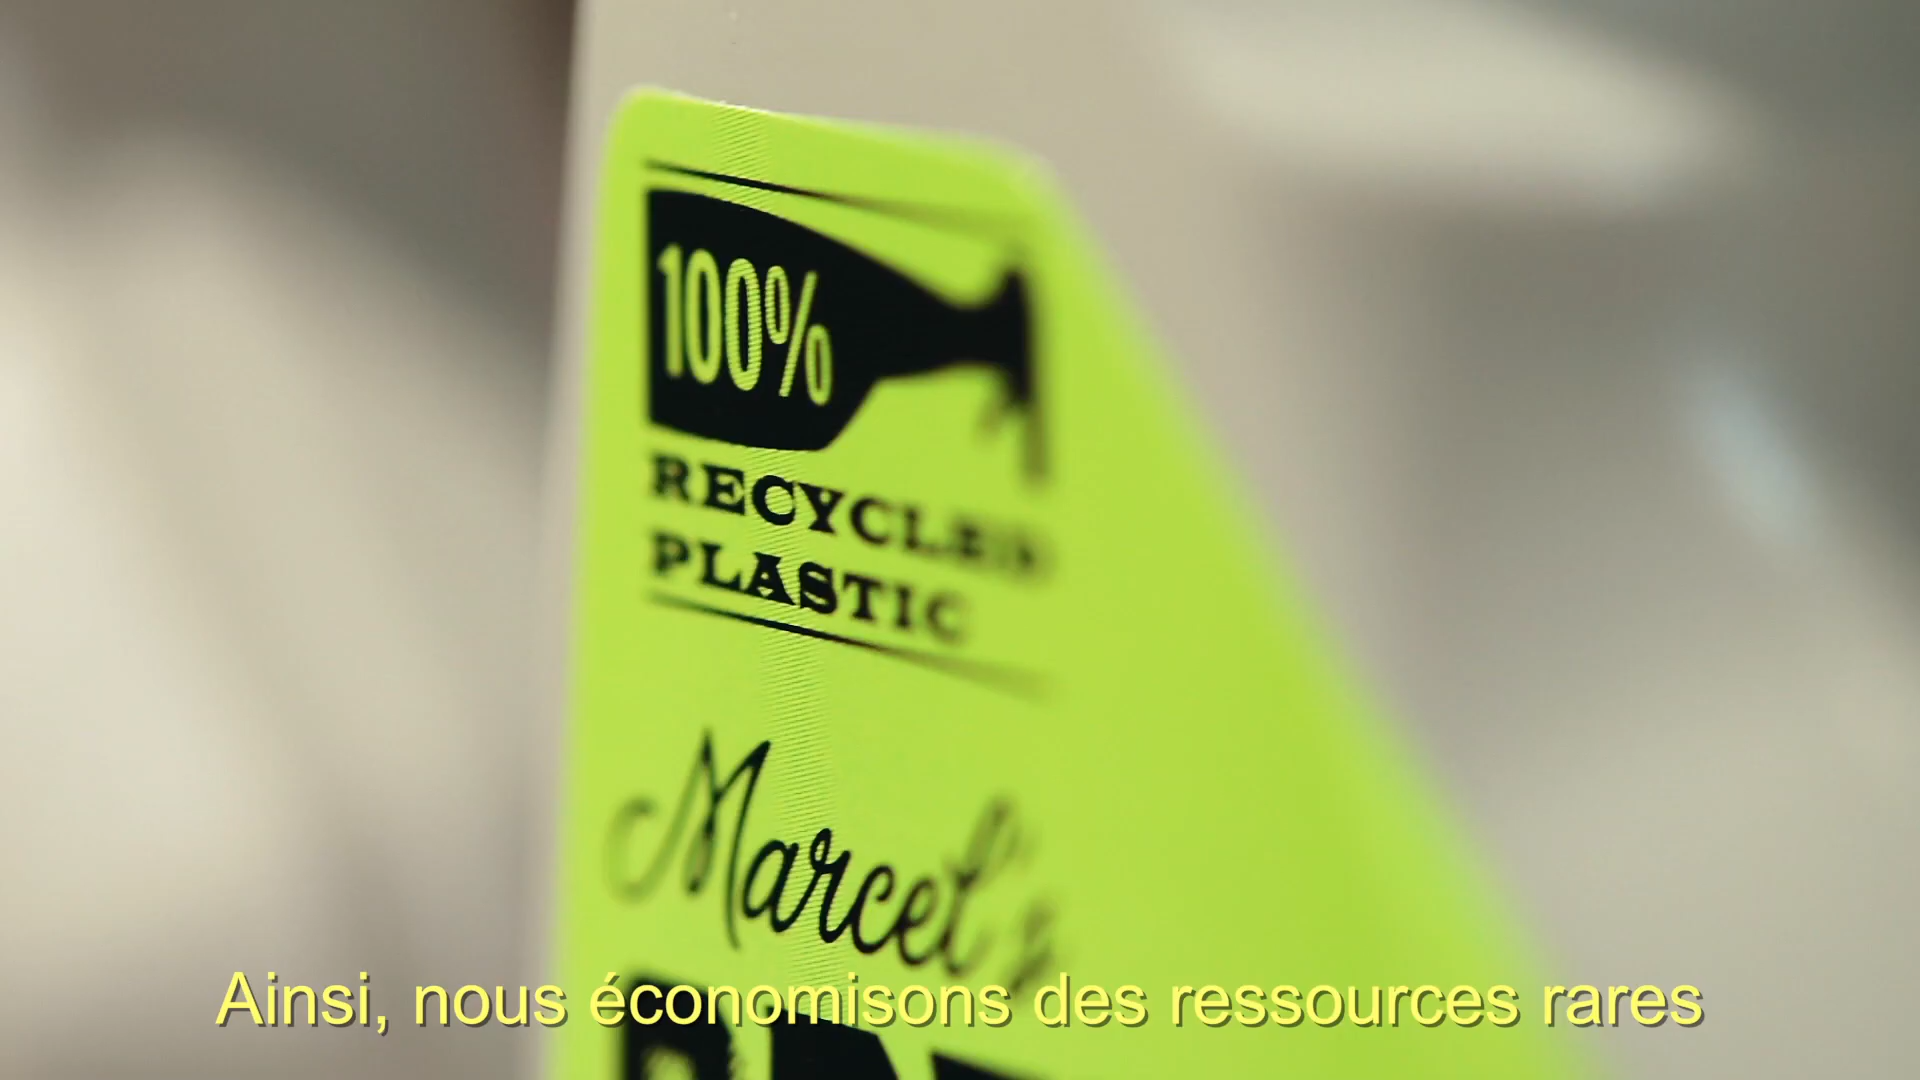 100%
RECYCLED
PLASTIC
Marcel's
Ainsi, nous économisons des ressources rares